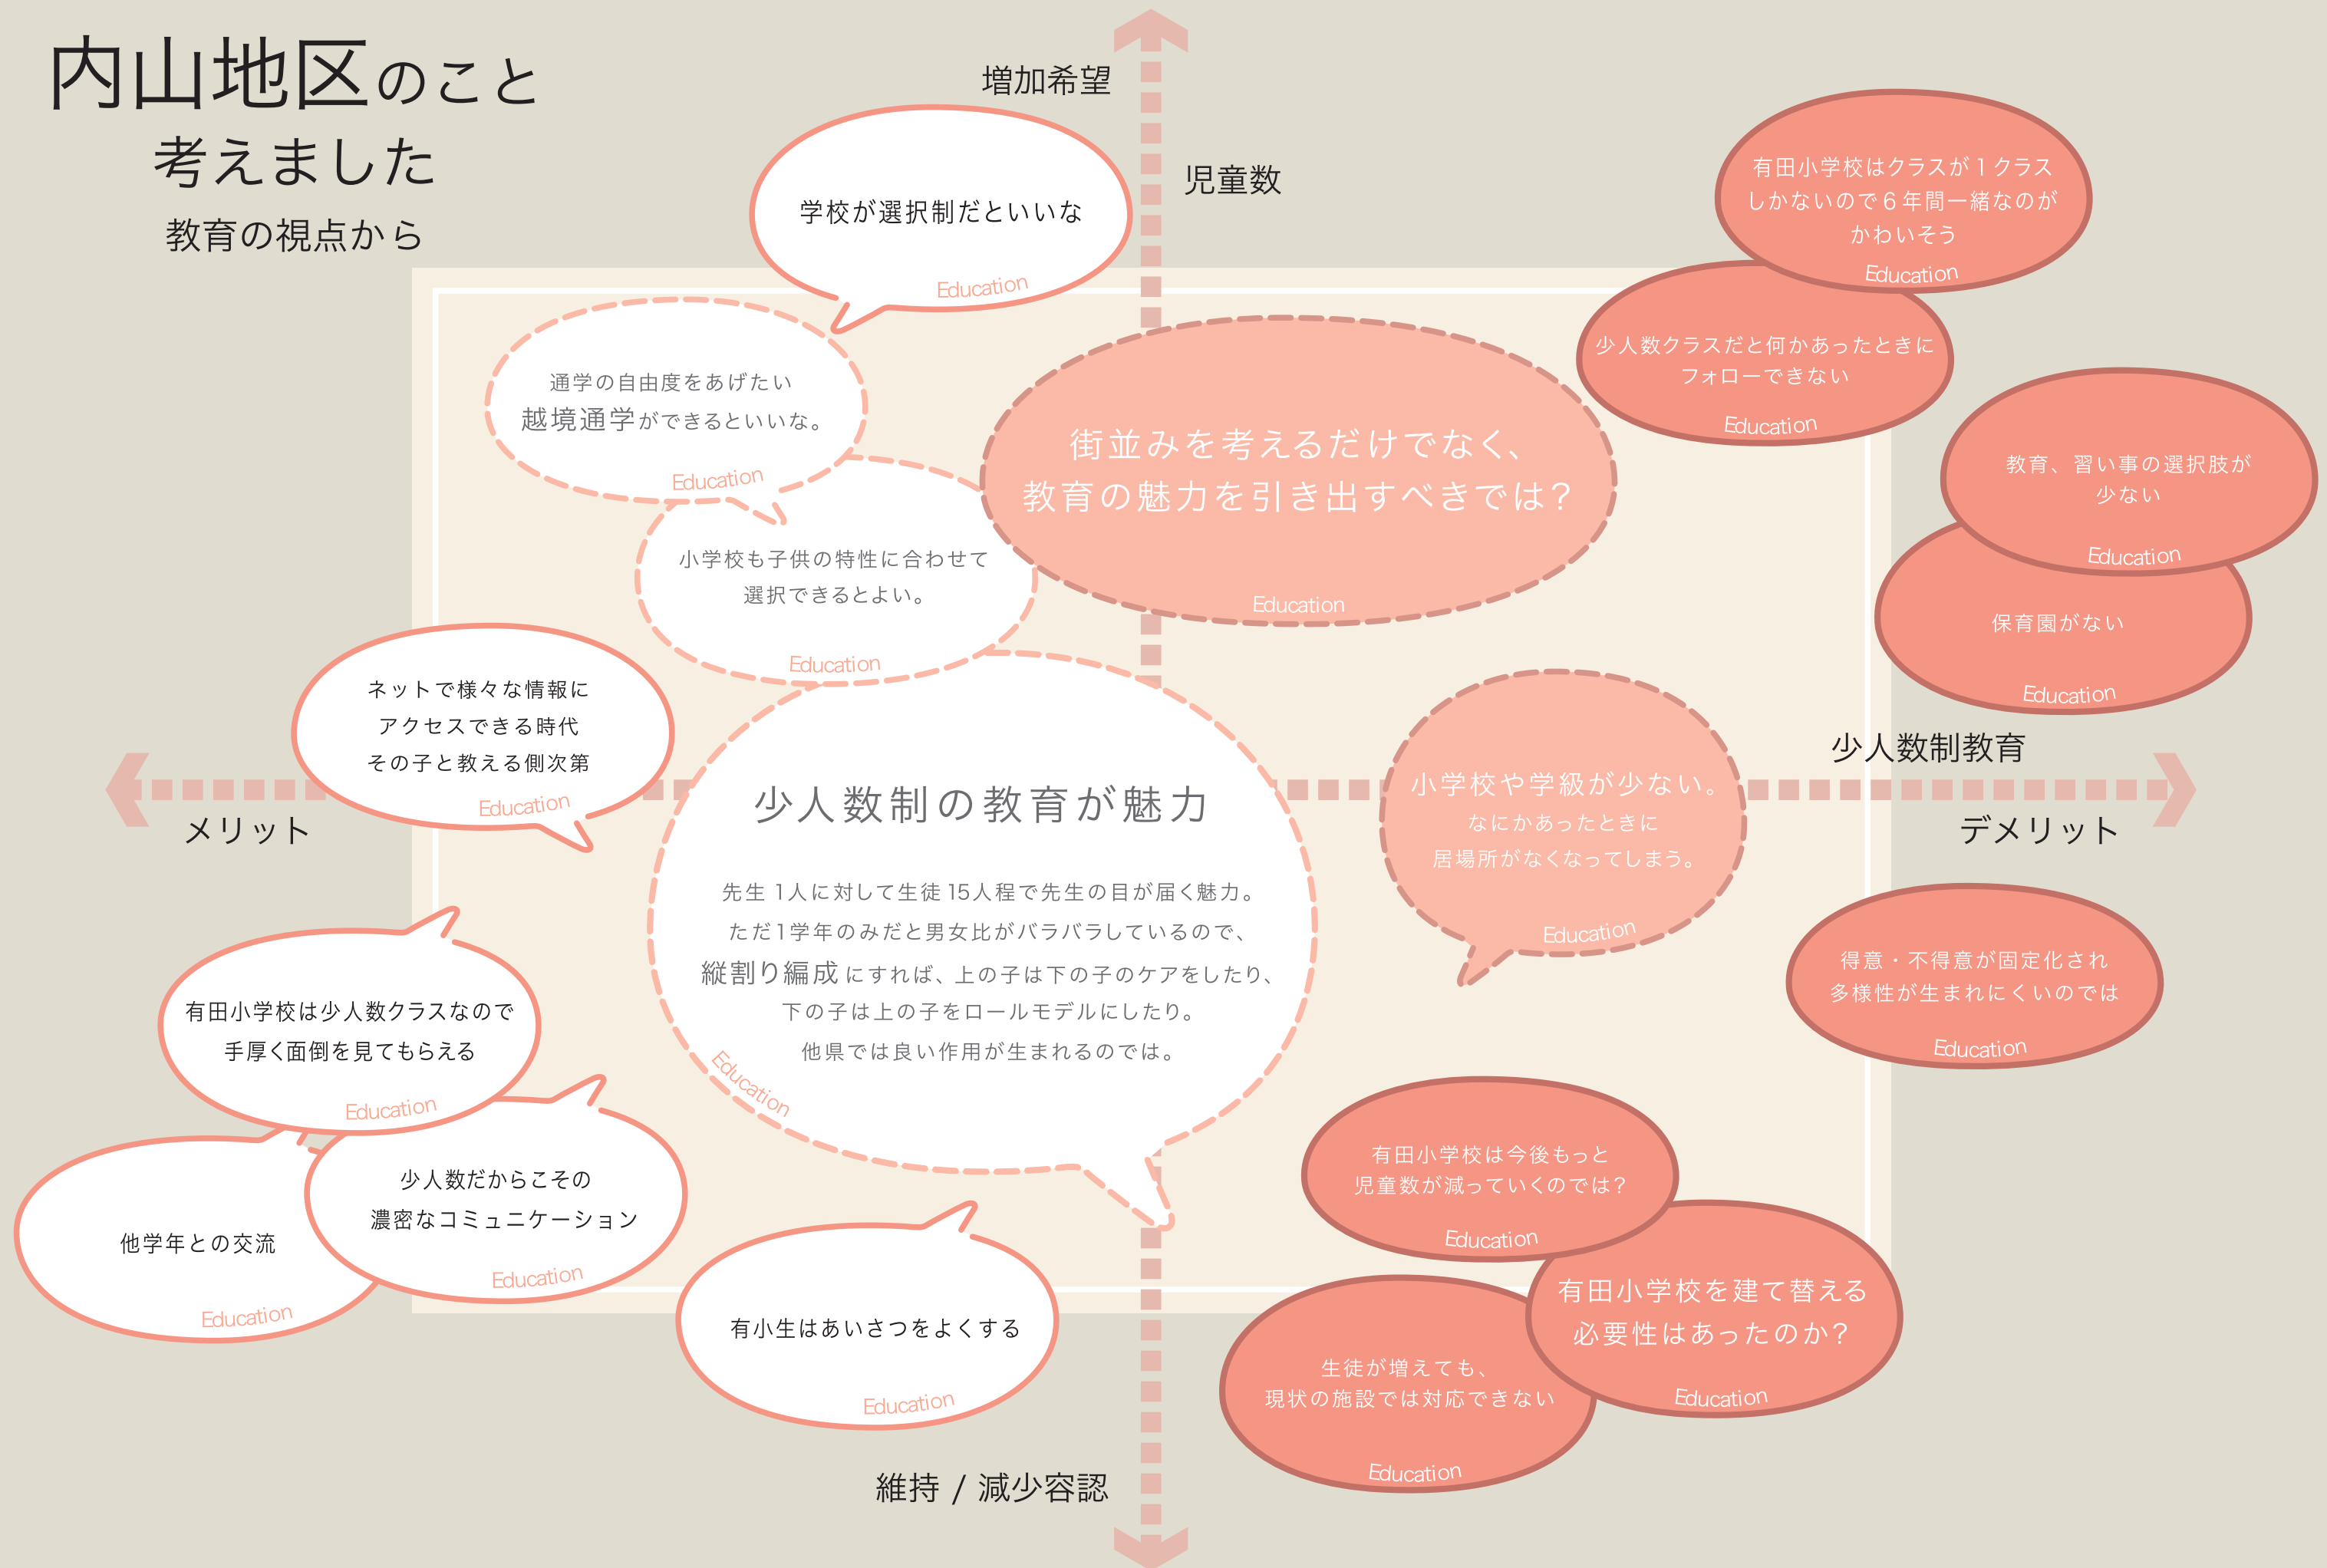 内山地区のこと
考えました
教育の視点から
増加希望
児童数
学校が選択制だといいな
Education
有田小学校はクラスが1クラス
しかないので6年間一緒なのが
かわいそう
Education
少人数クラスだと何かあったときに
フォローできない
Education
通学の自由度をあげたい
越境通学ができるといいな。
Education
街並みを考えるだけでなく、
教育の魅力を引き出すべきでは？
Education
教育、習い事の選択肢が
少ない
Education
小学校も子供の特性に合わせて
選択できるとよい。
Education
保育園がない
Education
ネットで様々な情報に
アクセスできる時代
その子と教える側次第
Education
少人数制教育
メリット
デメリット
少人数制の教育が魅力
先生1人に対して生徒15人程で先生の目が届く魅力。
ただ1学年のみだと男女比がバラバラしているので、
縦割り編成にすれば、上の子は下の子のケアをしたり、
下の子は上の子をロールモデルにしたり。
他県では良い作用が生まれるのでは。
Education
小学校や学級が少ない。
なにかあったときに
居場所がなくなってしまう。
Education
得意・不得意が固定化され
多様性が生まれにくいのでは
Education
有田小学校は少人数クラスなので
手厚く面倒を見てもらえる
Education
少人数だからこその
濃密なコミュニケーション
Education
他学年との交流
Education
有田小学校は今後もっと
児童数が減っていくのでは？
Education
有田小学校を建て替える
必要性はあったのか？
Education
有小生はあいさつをよくする
Education
生徒が増えても、
現状の施設では対応できない
Education
維持 / 減少容認